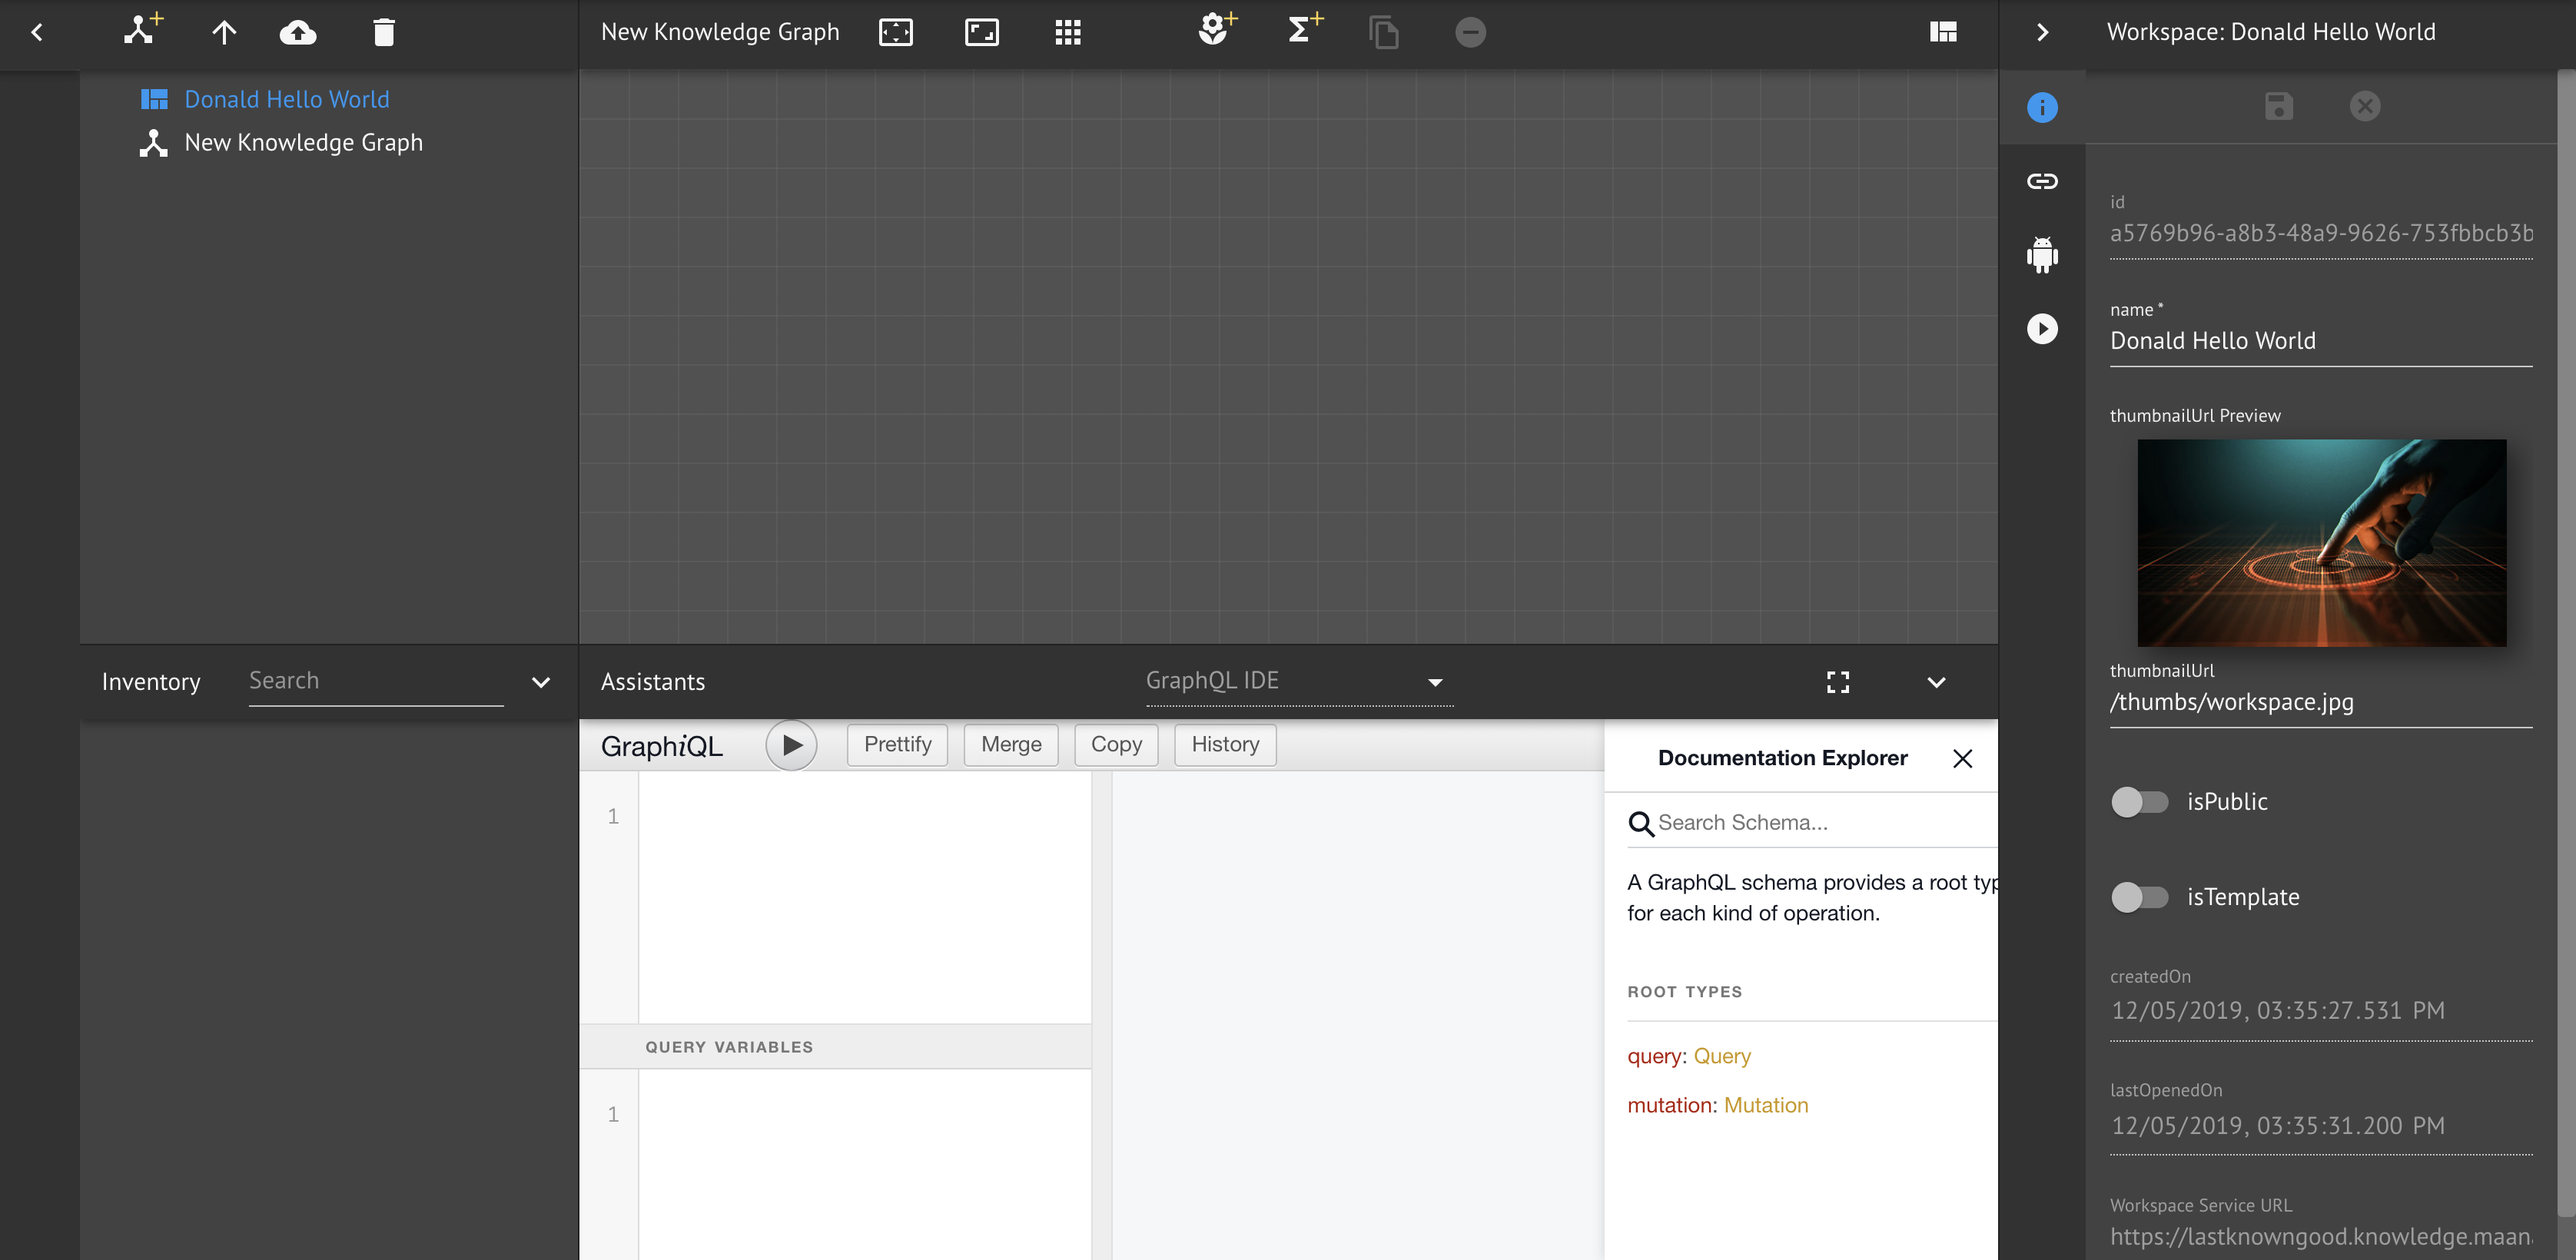 New Knowledge Graph
Workspace: Donald Hello World
Donald Hello World
New Knowledge Graph
id
a5769b96-a8b3-48a9-9626-753fbbcb3b
name *
Donald Hello World
thumbnailUrl Preview
thumbnailUrl
/thumbs/workspace.jpg
isPublic
isTemplate
createdOn
12/05/2019, 03:35:27.531 PM
lastOpenedOn
12/05/2019, 03:35:31.200 PM
Workspace Service URL
https://lastknowngood.knowledge.maan
Inventory
Search
Assistants
GraphQL IDE
GraphiQL
Prettify
Merge
Copy
History
1
QUERY VARIABLES
1
Documentation Explorer
Search Schema...
A GraphQL schema provides a root typ
for each kind of operation.
ROOT TYPES
query: Query
mutation: Mutation